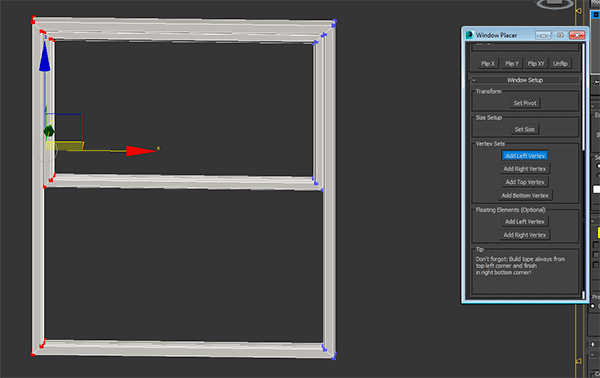 Window Placer
Flip X Flip Y Flip XY Unflip
Window Setup
Transform
Set Pivot
Size Setup
Set Size
Vertex Sets
Add Left Vertex
Add Right Vertex
Add Top Vertex
Add Bottom Vertex
Floating Elements (Optional)
Add Left Vertex
Add Right Vertex
Tip
Don't forgot: Build tape always from
top left corner and finish
in right bottom corner!
x